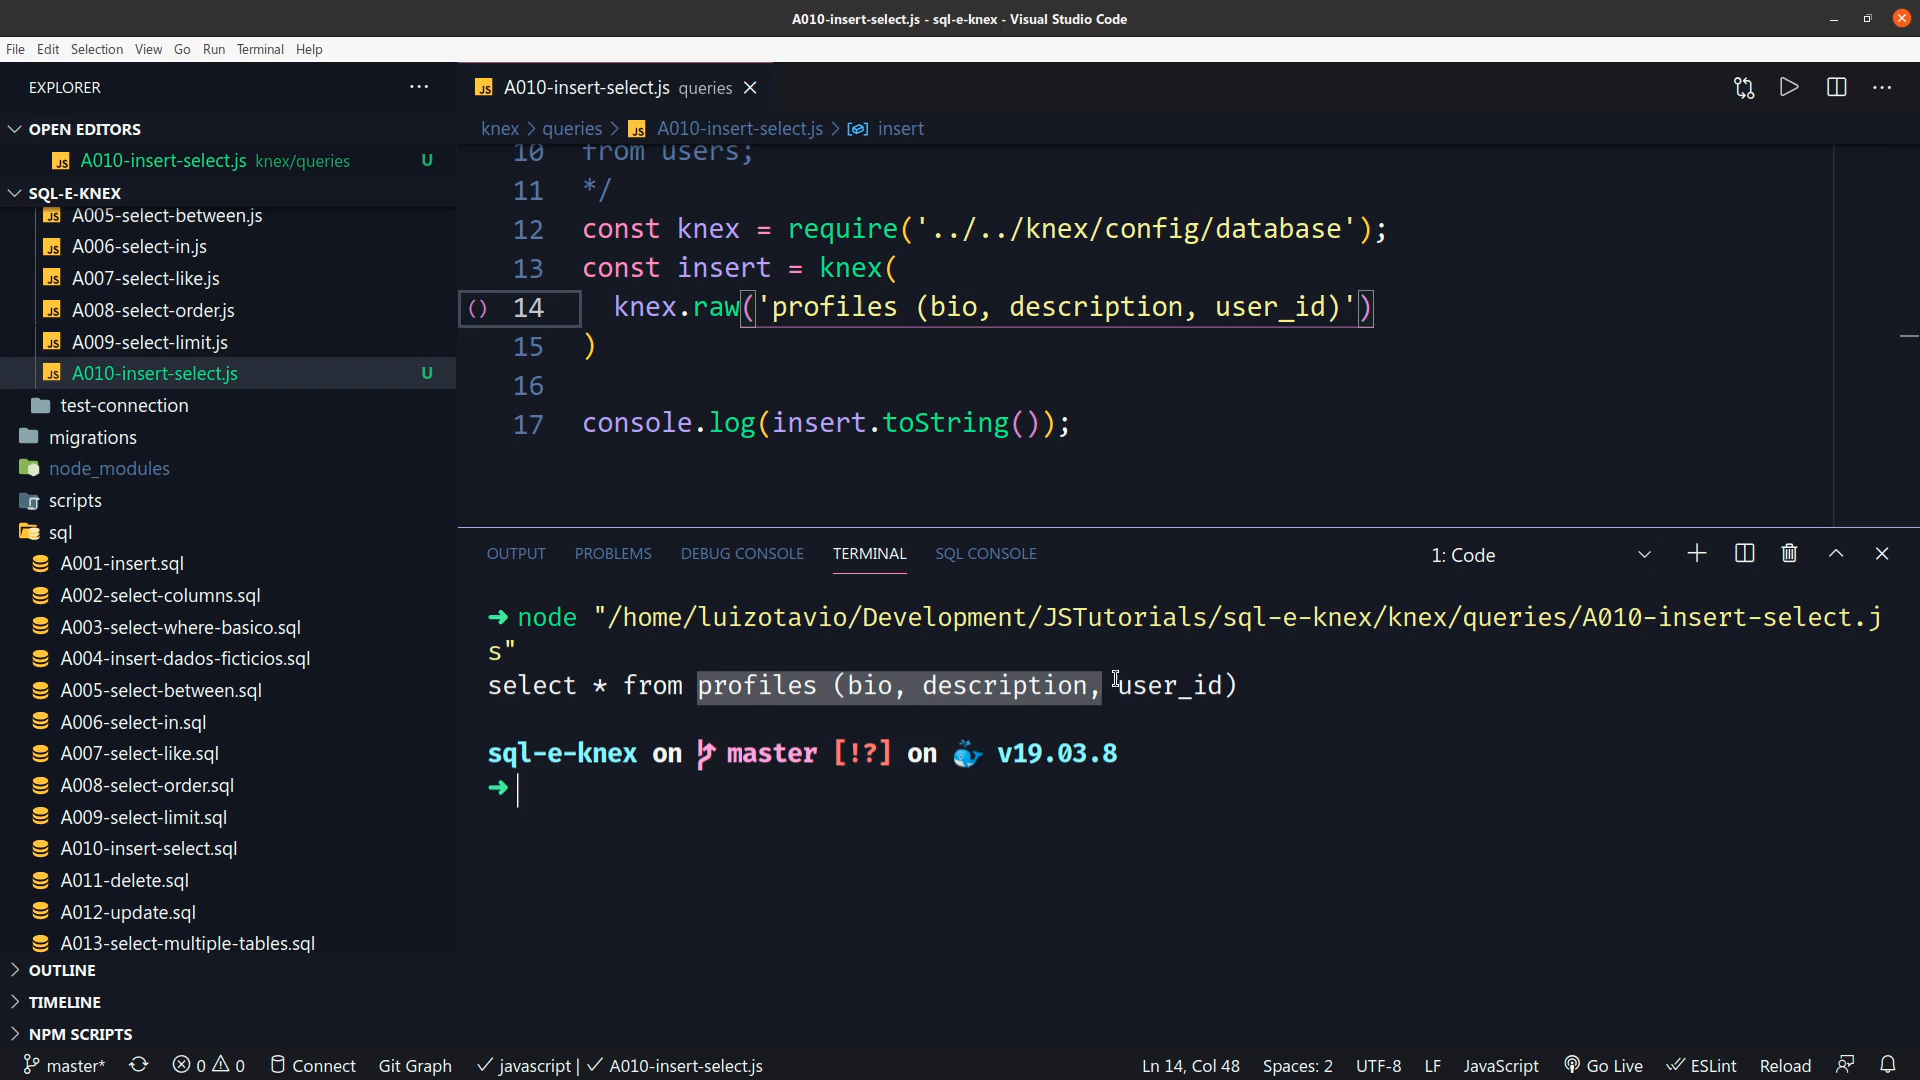 A010-insert-select.js - sql-e-knex - Visual Studio Code
File Edit Selection View Go Run Terminal Help
EXPLORER
OPEN EDITORS
A010-insert-select.js knex/queries U
SQL-E-KNEX
A005-select-between.js
A006-select-in.js
A007-select-like.js
A008-select-order.js
A009-select-limit.js
A010-insert-select.js U
test-connection
migrations
node_modules
scripts
sql
A001-insert.sql
A002-select-columns.sql
A003-select-where-basico.sql
A004-insert-dados-ficticios.sql
A005-select-between.sql
A006-select-in.sql
A007-select-like.sql
A008-select-order.sql
A009-select-limit.sql
A010-insert-select.sql
A011-delete.sql
A012-update.sql
A013-select-multiple-tables.sql
OUTLINE
TIMELINE
NPM SCRIPTS
A010-insert-select.js queries
knex > queries > A010-insert-select.js > insert
10 from users;
11 */
12 const knex = require('../../knex/config/database');
13 const insert = knex(
14 knex.raw('profiles (bio, description, user_id)')
15 )
16
17 console.log(insert.toString());
OUTPUT PROBLEMS DEBUG CONSOLE TERMINAL SQL CONSOLE 1: Code
➜ node "/home/luizotavio/Development/JSTutorials/sql-e-knex/knex/queries/A010-insert-select.j
s"
select * from profiles (bio, description, user_id)
sql-e-knex on master [!?] on 🐳 v19.03.8
➜
master* 0 0 Connect Git Graph javascript | A010-insert-select.js Ln 14, Col 48 Spaces: 2 UTF-8 LF JavaScript Go Live ESLint Reload